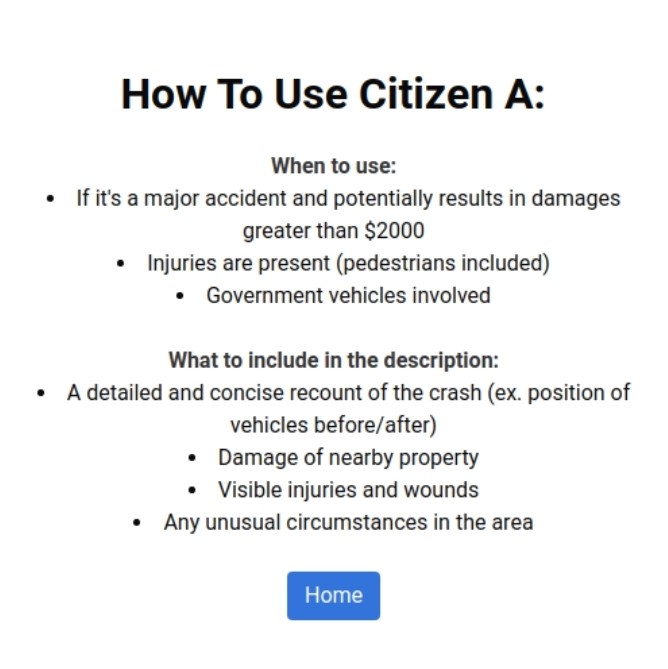 How To Use Citizen A:
When to use:
• If it's a major accident and potentially results in damages
greater than $2000
• Injuries are present (pedestrians included)
• Government vehicles involved
What to include in the description:
• A detailed and concise recount of the crash (ex. position of
vehicles before/after)
• Damage of nearby property
• Visible injuries and wounds
• Any unusual circumstances in the area
Home